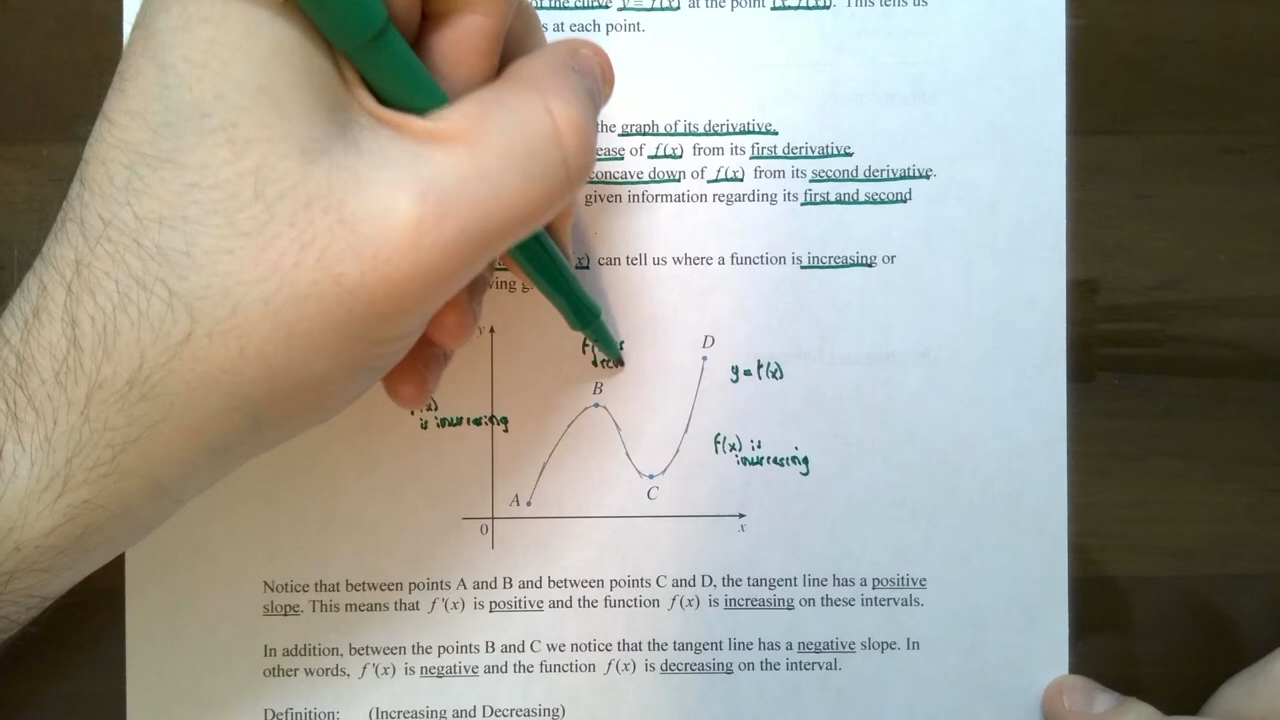 of the curve y = f(x) at the point (x, f(x)). This tells us
s at each point.
the graph of its derivative.
ease of f(x) from its first derivative.
concave down of f(x) from its second derivative.
given information regarding its first and second
x) can tell us where a function is increasing or
ving g
y
D
y=f(x)
B
is increasing
f(x) is
increasing
A
C
0
x
Notice that between points A and B and between points C and D, the tangent line has a positive
slope. This means that f '(x) is positive and the function f(x) is increasing on these intervals.
In addition, between the points B and C we notice that the tangent line has a negative slope. In
other words, f '(x) is negative and the function f(x) is decreasing on the interval.
Definition: (Increasing and Decreasing)